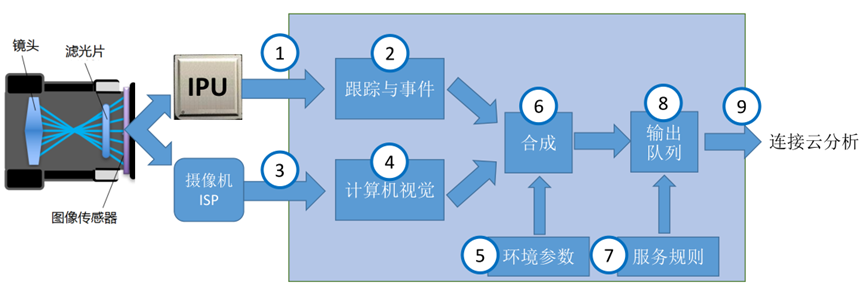 镜头
滤光片
图像传感器
IPU
摄像机
ISP
1
2
跟踪与事件
3
4
计算机视觉
5
环境参数
6
合成
7
服务规则
8
输出
队列
9
连接云分析